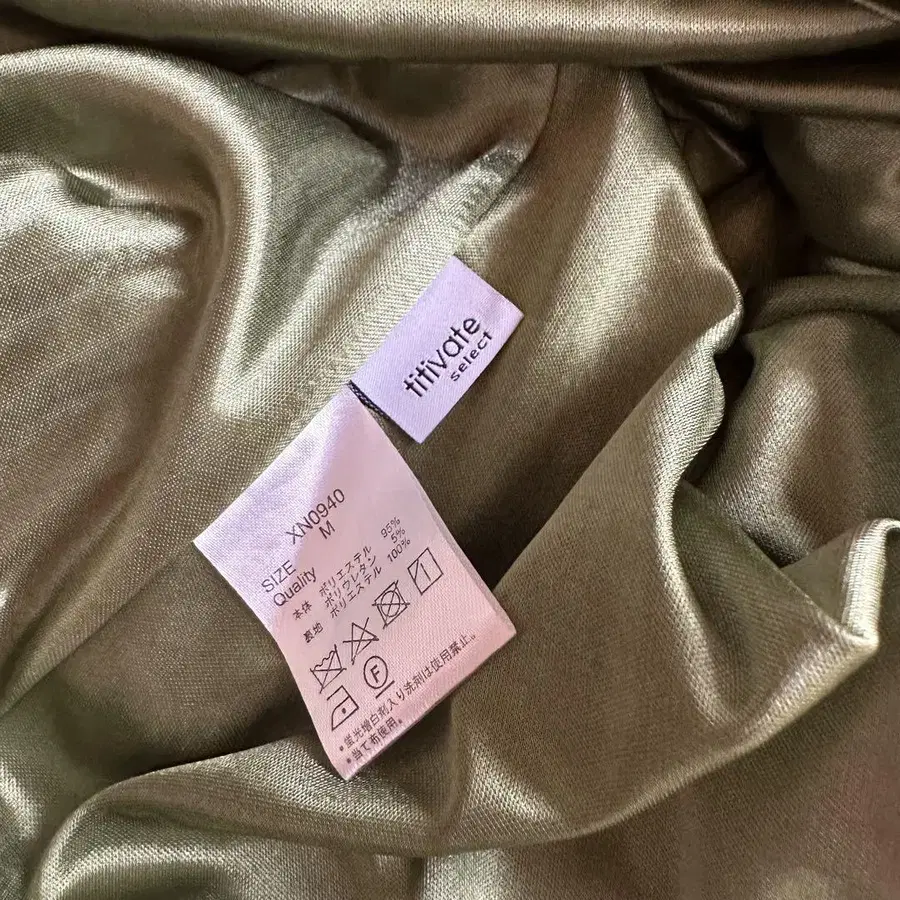 titivate
select
XN0940
SIZE M
Quality
本体 ポリエステル 95%
ポリウレタン 5%
裏地 ポリエステル 100%
F
*蛍光増白剤入り洗剤は使用禁止。
*当て布使用。